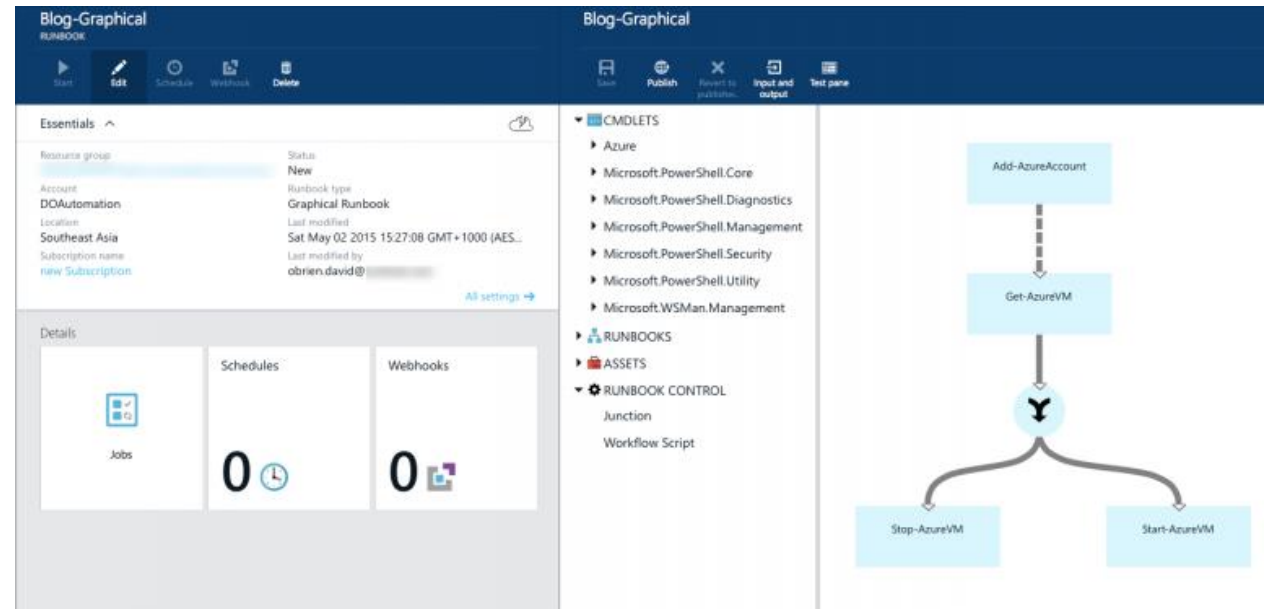 Blog-Graphical
RUNBOOK
Start
Edit
Schedule
Webhook
Delete
Essentials
Resource group
Status
New
Account
DOAutomation
Runbook type
Graphical Runbook
Location
Southeast Asia
Last modified
Sat May 02 2015 15:27:08 GMT+1000 (AES...
Subscription name
new Subscription
Last modified by
obrien.david@
All settings
Details
Jobs
Schedules
0
Webhooks
0
Blog-Graphical
Save
Publish
Revert to
publishe..
Input and
output
Test pane
CMDLETS
Azure
Microsoft.PowerShell.Core
Microsoft.PowerShell.Diagnostics
Microsoft.PowerShell.Management
Microsoft.PowerShell.Security
Microsoft.PowerShell.Utility
Microsoft.WSMan.Management
RUNBOOKS
ASSETS
RUNBOOK CONTROL
Junction
Workflow Script
Add-AzureAccount
Get-AzureVM
Stop-AzureVM
Start-AzureVM